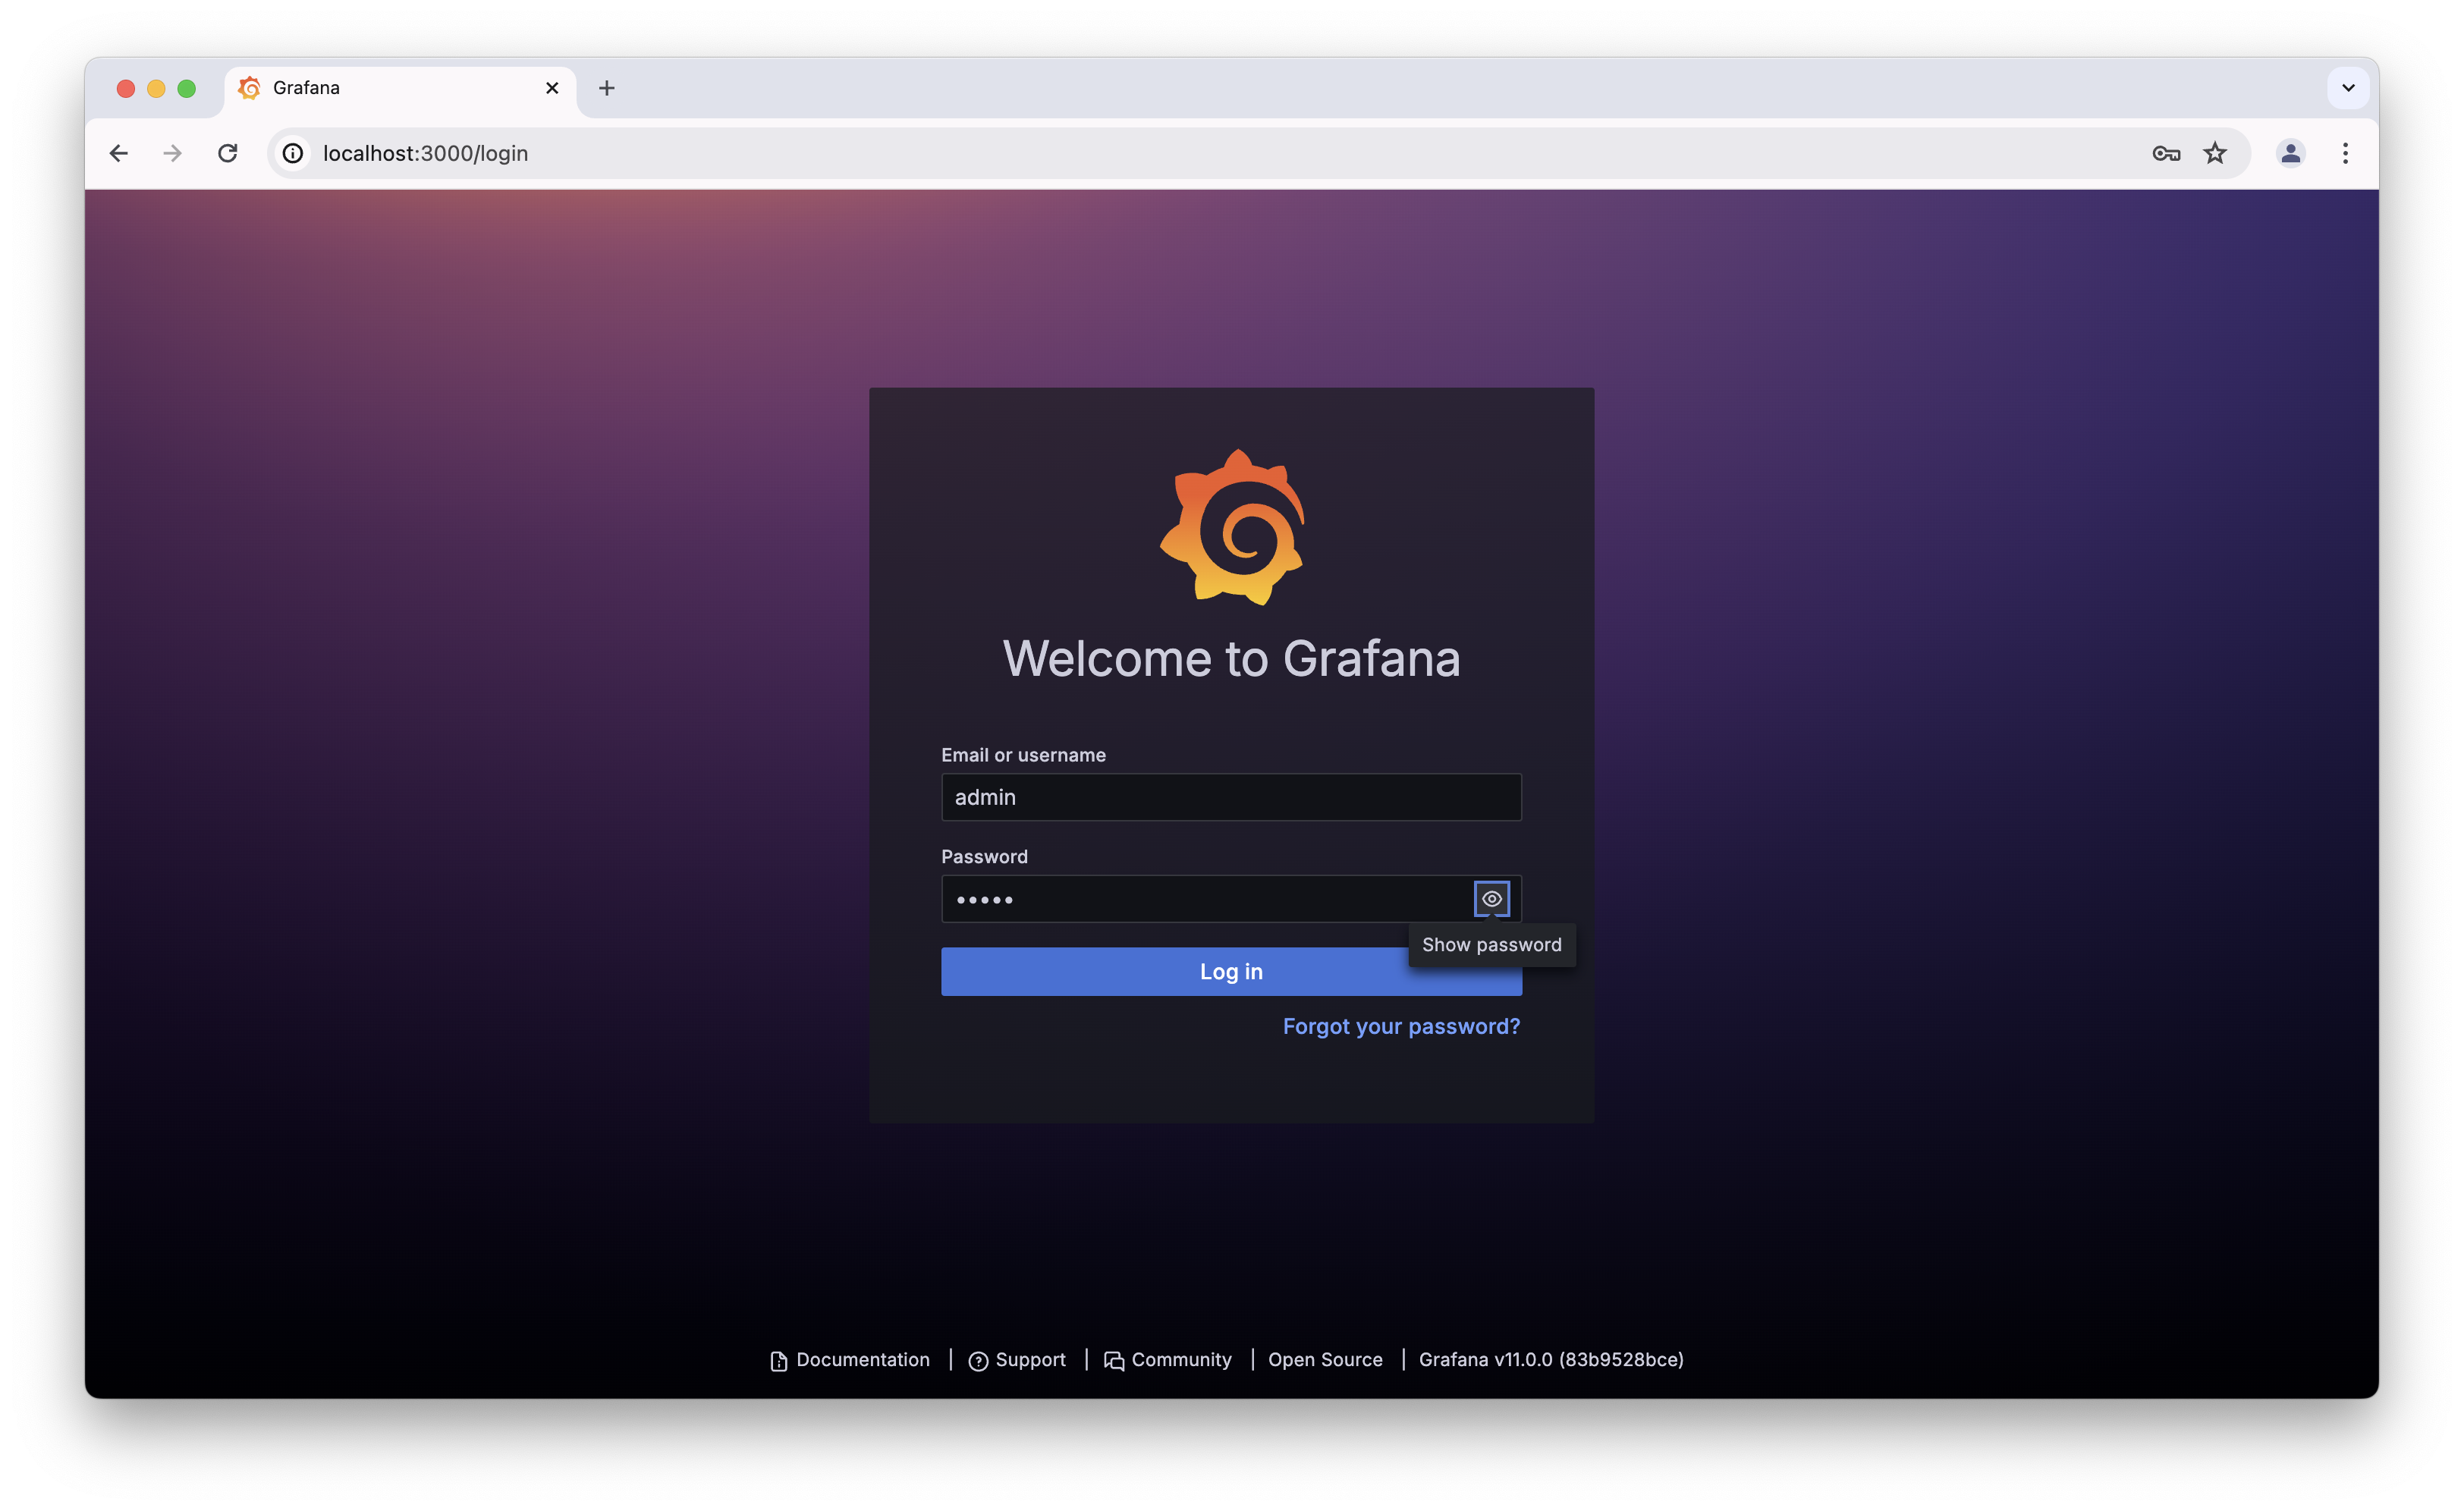 Grafana
localhost:3000/login
Welcome to Grafana
Email or username
admin
Password
•••••
Show password
Log in
Forgot your password?
Documentation | Support | Community | Open Source | Grafana v11.0.0 (83b9528bce)